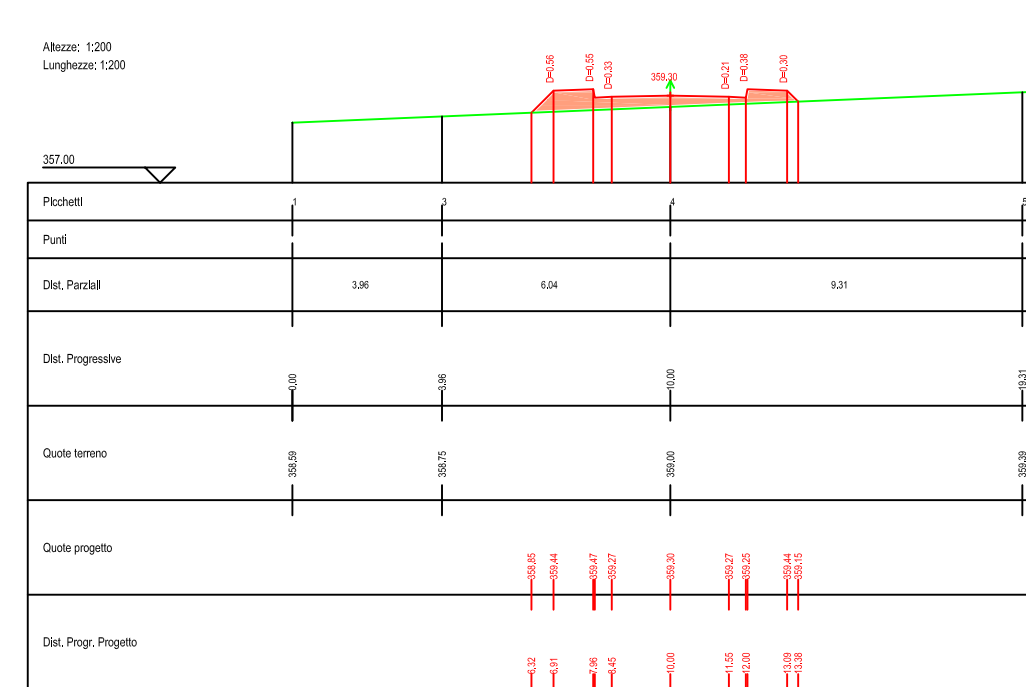 Altezze: 1:200
Lunghezze: 1:200
D=0.56
D=0.55
D=0.33
359.30
D=0.21
D=0.38
D=0.30
357.00
Picchetti
1
3
4
5
Punti
Dist. Parziali
3.96
6.04
9.31
Dist. Progressive
0.00
3.96
10.00
19.31
Quote terreno
358.59
358.75
359.00
359.39
Quote progetto
358.85
359.44
359.47
359.27
359.30
359.27
359.25
359.44
359.15
Dist. Progr. Progetto
6.32
6.91
7.96
8.45
10.00
11.55
12.00
13.09
13.38